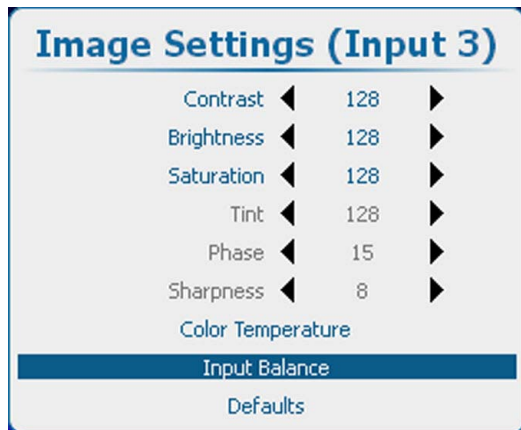 Image Settings (Input 3)
Contrast 128
Brightness 128
Saturation 128
Tint 128
Phase 15
Sharpness 8
Color Temperature
Input Balance
Defaults